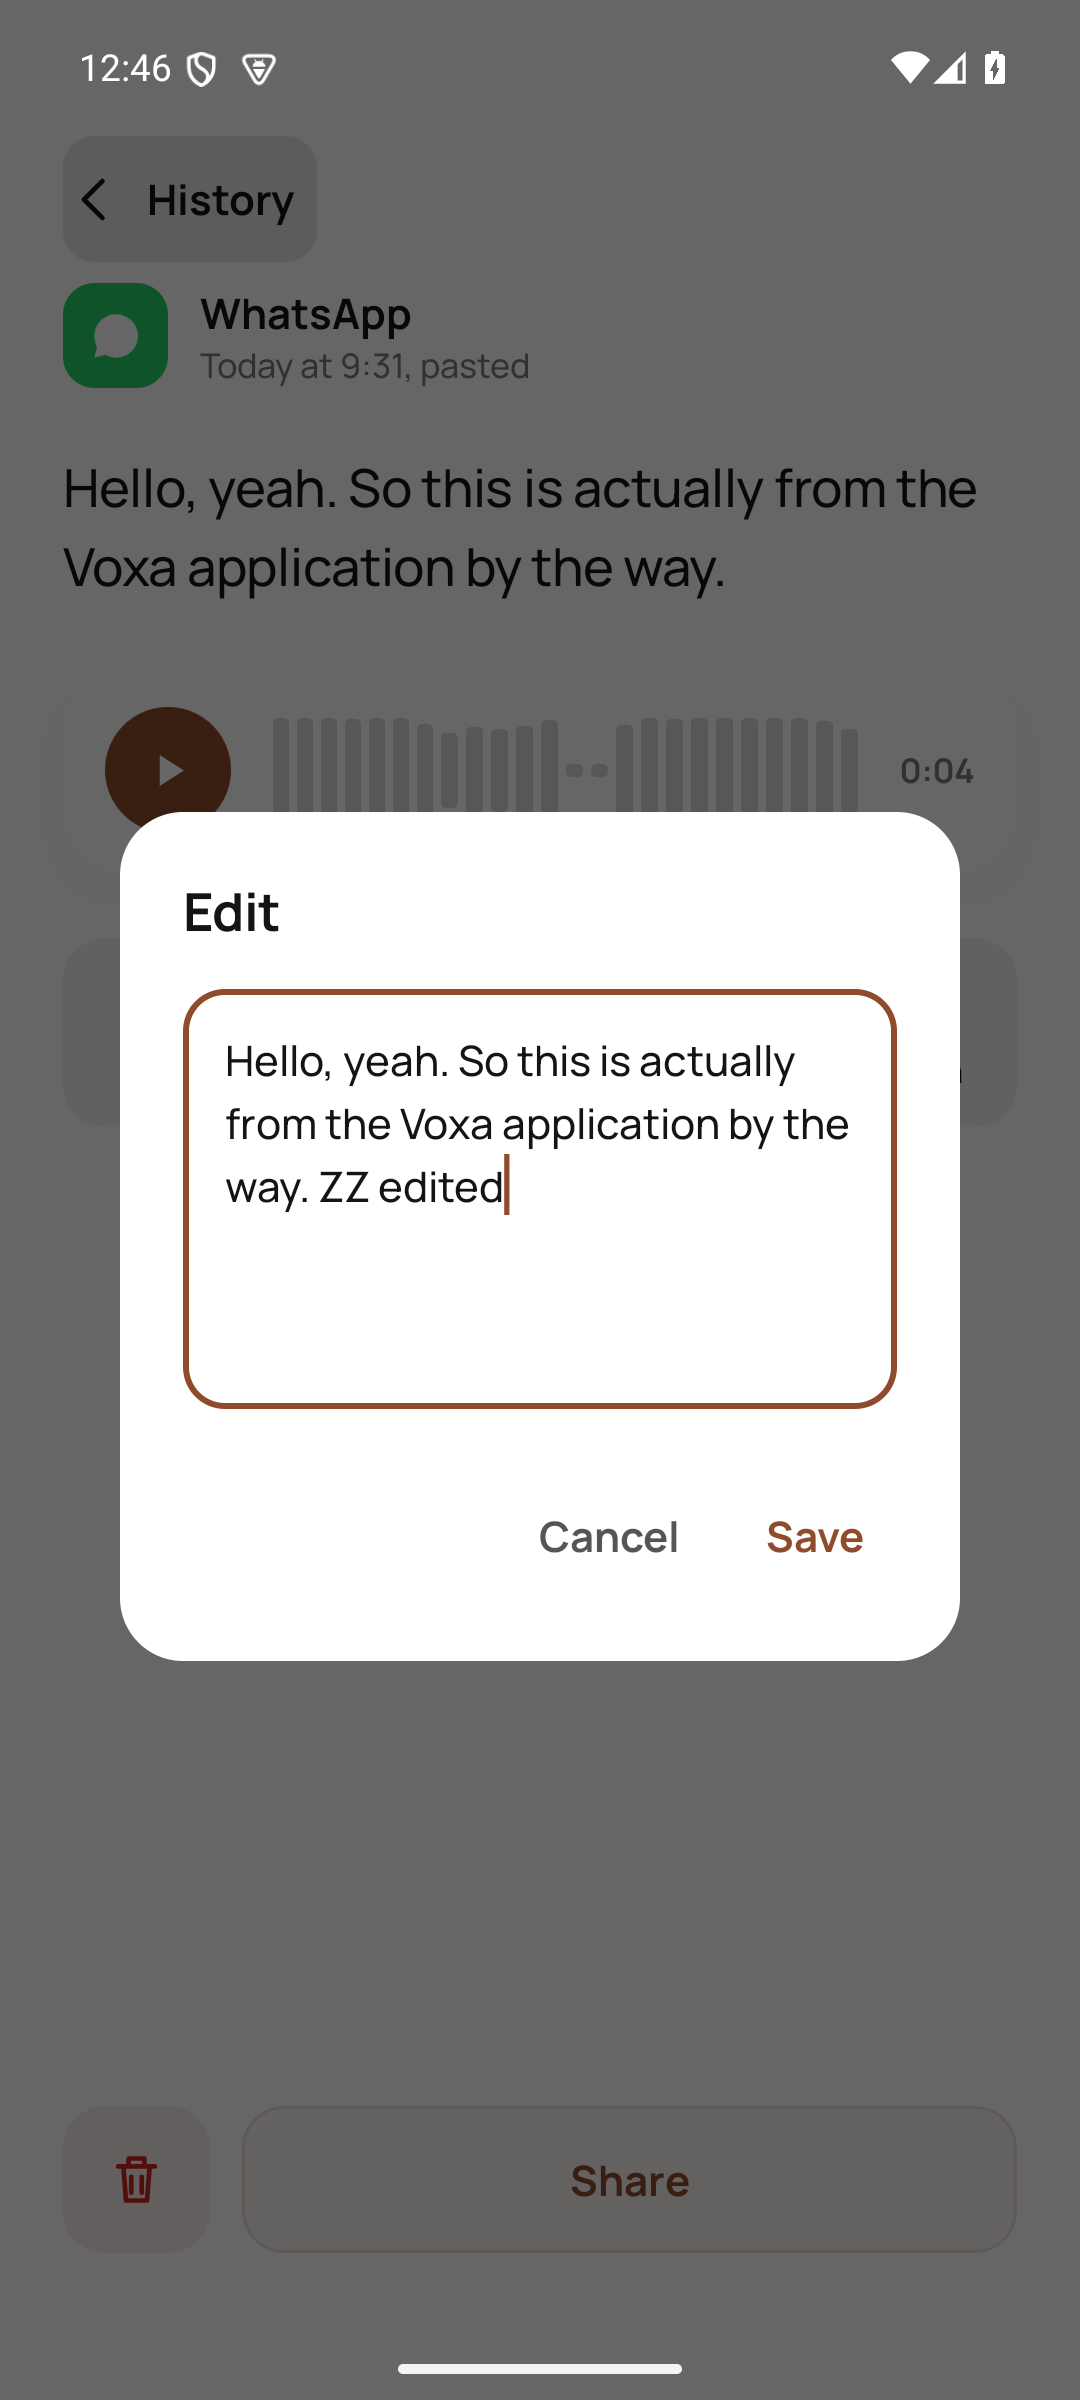 12:46
History
WhatsApp
Today at 9:31, pasted
Hello, yeah. So this is actually from the
Voxa application by the way.
0:04
Edit
Hello, yeah. So this is actually
from the Voxa application by the
way. ZZ edited
Cancel
Save
Share